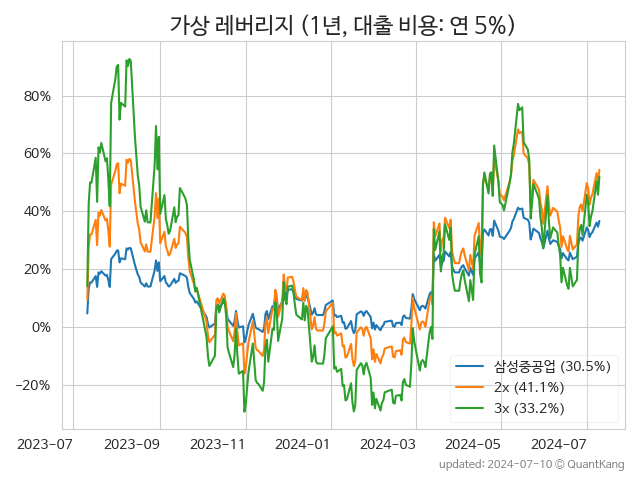 가상 레버리지 (1년, 대출 비용: 연 5%)
80%
60%
40%
20%
0%
−20%
삼성중공업 (30.5%)
2x (41.1%)
3x (33.2%)
2023-07 2023-09 2023-11 2024-01 2024-03 2024-05 2024-07
updated: 2024-07-10 © QuantKang